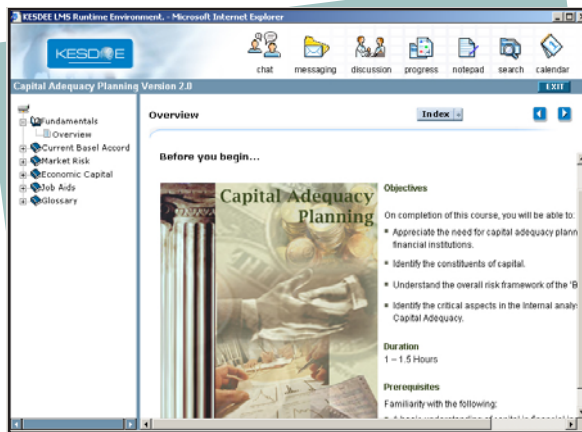 KESDEE LMS Runtime Environment. - Microsoft Internet Explorer
KESDEE
chat messaging discussion progress notepad search calendar
Capital Adequacy Planning Version 2.0
EXIT
Fundamentals
Overview
Current Basel Accord
Market Risk
Economic Capital
Job Aids
Glossary
Overview
Index
Before you begin...
Capital Adequacy
Planning
Objectives
On completion of this course, you will be able to:
Appreciate the need for capital adequacy plann
financial institutions.
Identify the constituents of capital.
Understand the overall risk framework of the 'B
Identify the critical aspects in the Internal analy
Capital Adequacy.
Duration
1 – 1.5 Hours
Prerequisites
Familiarity with the following: